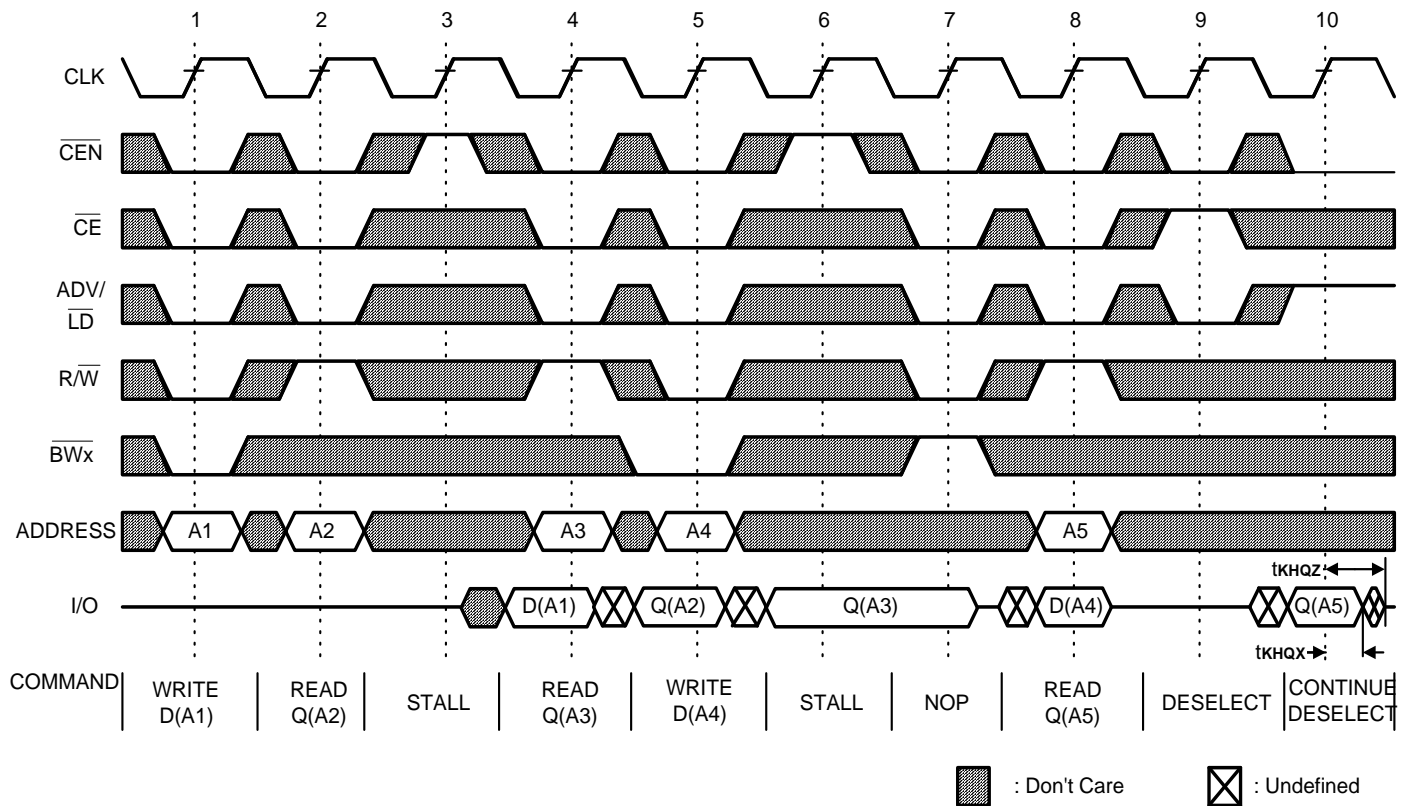 1 2 3 4 5 6 7 8 9 10
CLK
CEN
CE
ADV/
LD
R/W
BWx
ADDRESS A1 A2 A3 A4 A5
tKHQZ
I/O D(A1) Q(A2) Q(A3) D(A4) Q(A5)
tKHQX
COMMAND WRITE READ STALL READ WRITE STALL NOP READ DESELECT CONTINUE
D(A1) Q(A2) Q(A3) D(A4) Q(A5) DESELECT
: Don't Care : Undefined